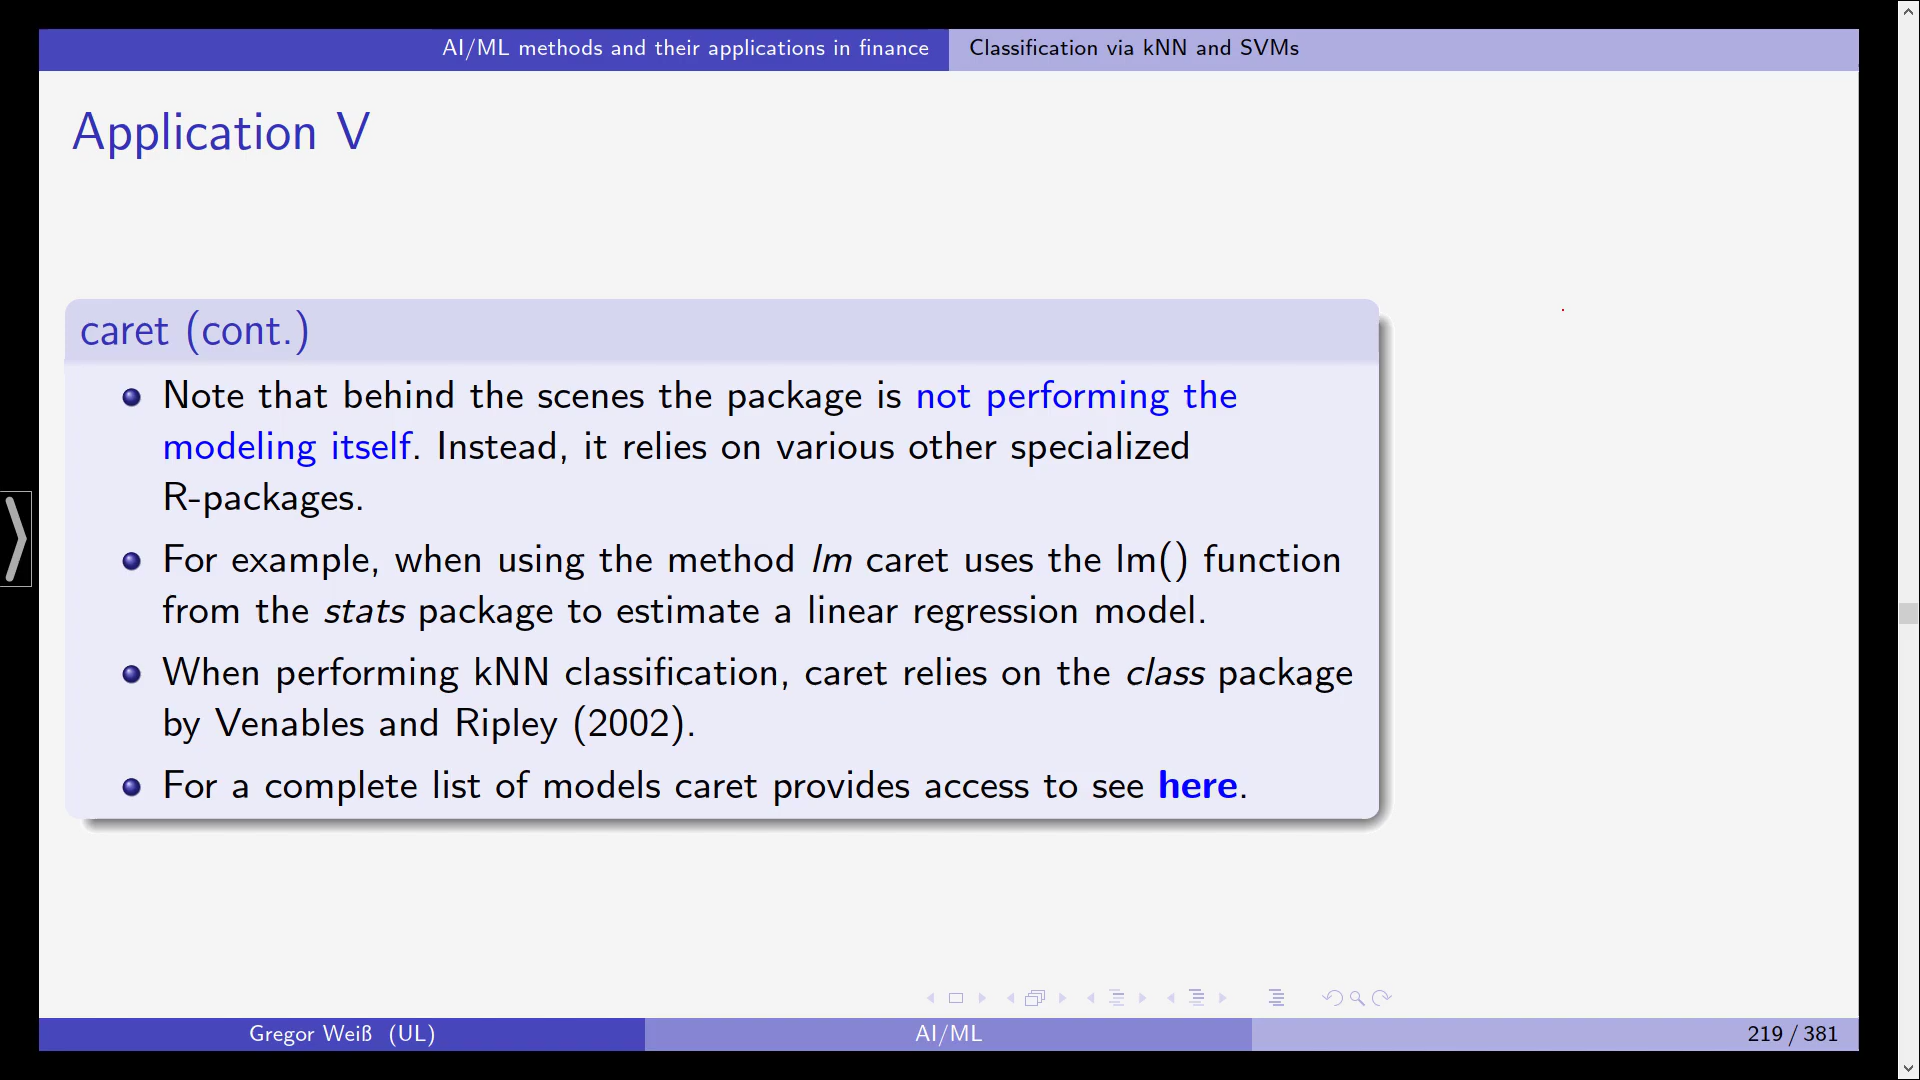 AI/ML methods and their applications in finance
Classification via kNN and SVMs
Application V
caret (cont.)
Note that behind the scenes the package is not performing the
modeling itself. Instead, it relies on various other specialized
R-packages.
For example, when using the method lm caret uses the lm() function
from the stats package to estimate a linear regression model.
When performing kNN classification, caret relies on the class package
by Venables and Ripley (2002).
For a complete list of models caret provides access to see here.
Gregor Weiß (UL)
AI/ML
219 / 381